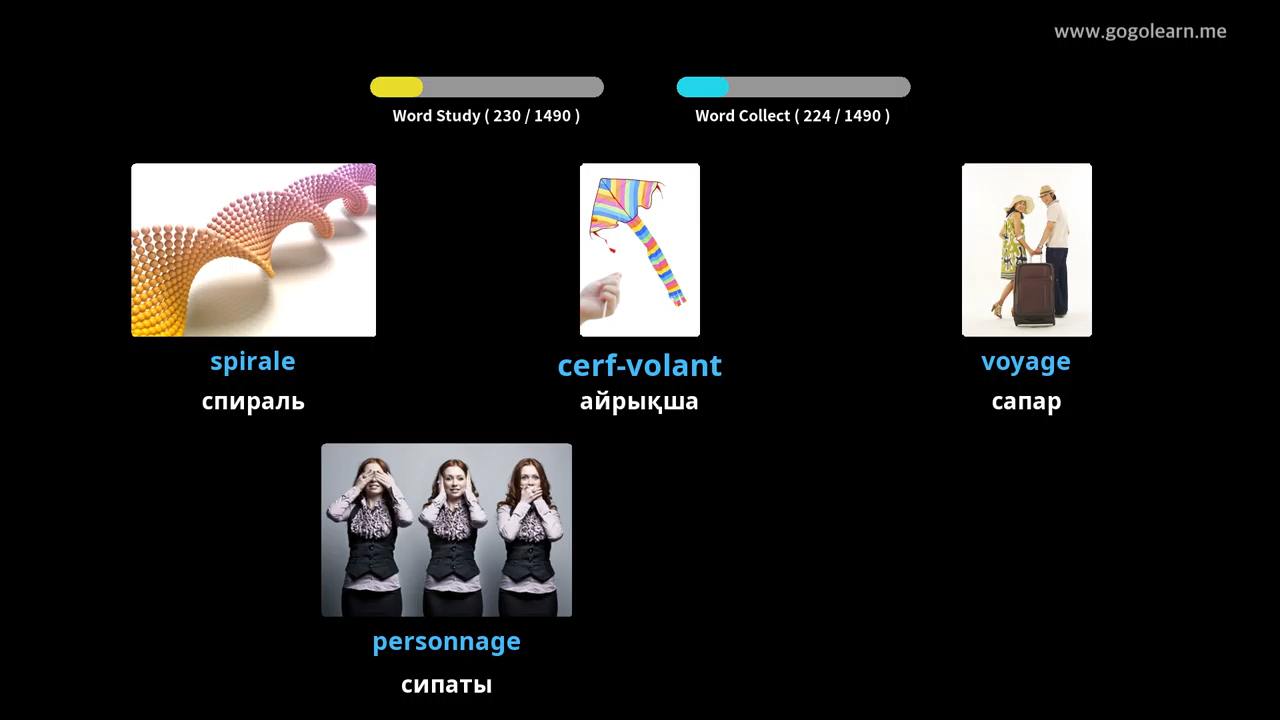 www.gogolearn.me
Word Study ( 230 / 1490 )
Word Collect ( 224 / 1490 )
spirale
спираль
cerf-volant
айрықша
voyage
сапар
personnage
сипаты